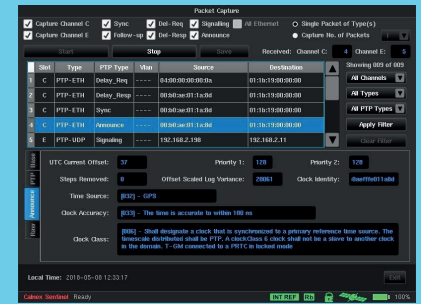 Packet Capture
Capture Channel C Sync Del-Req Signalling All Ethernet Single Packet of Type(s)
Capture Channel E Follow-up Del-Resp Announce Capture No. of Packets 1
Start Stop Save Received: Channel C: 4 Channel E: 5
Slot Type PTP Type Vlan Source Destination Showing 009 of 009
1 C PTP-ETH Delay_Req ---- 04:00:00:00:00:0a 01:1b:19:00:00:00 All Channels
2 C PTP-ETH Delay_Resp ---- 00:b0:ae:01:1a:8d 01:1b:19:00:00:00 All Types
3 C PTP-ETH Sync ---- 00:b0:ae:01:1a:8d 01:1b:19:00:00:00 All PTP Types
4 C PTP-ETH Announce ---- 00:b0:ae:01:1a:8d 01:1b:19:00:00:00 Apply Filter
5 E PTP-UDP Signaling ---- 192.168.2.198 192.168.2.11 Clear Filter
Base
PTP
Announce
Raw
UTC Current Offset: 37 Priority 1: 128 Priority 2: 128
Steps Removed: 0 Offset Scaled Log Variance: 20061 Clock Identity:
Time Source: [032] - GPS
Clock Accuracy: [033] - The time is accurate to within 100 ns
Clock Class: [006] - Shall designate a clock that is synchronized to a primary reference time source. The
timescale distributed shall be PTP. A clockClass 6 clock shall not be a slave to another clock
in the domain. T-GM connected to a PRTC in locked mode
Local Time: 2018-05-08 12:33:17 Exit
Calnex Sentinel Ready INT REF Rb 100%